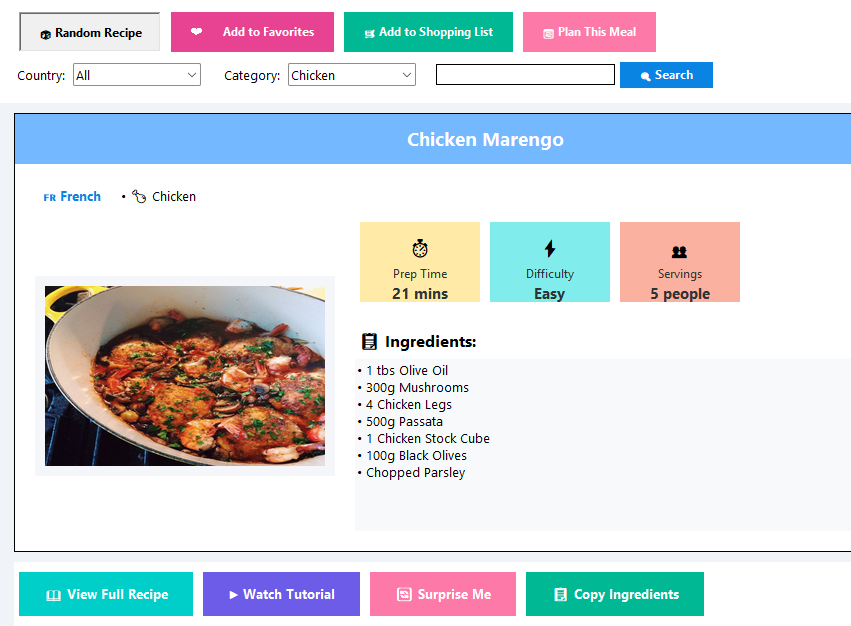 Random Recipe
Add to Favorites
Add to Shopping List
Plan This Meal
Country: All
Category: Chicken
Search
Chicken Marengo
FR French • Chicken
Prep Time
21 mins
Difficulty
Easy
Servings
5 people
Ingredients:
• 1 tbs Olive Oil
• 300g Mushrooms
• 4 Chicken Legs
• 500g Passata
• 1 Chicken Stock Cube
• 100g Black Olives
• Chopped Parsley
View Full Recipe
Watch Tutorial
Surprise Me
Copy Ingredients